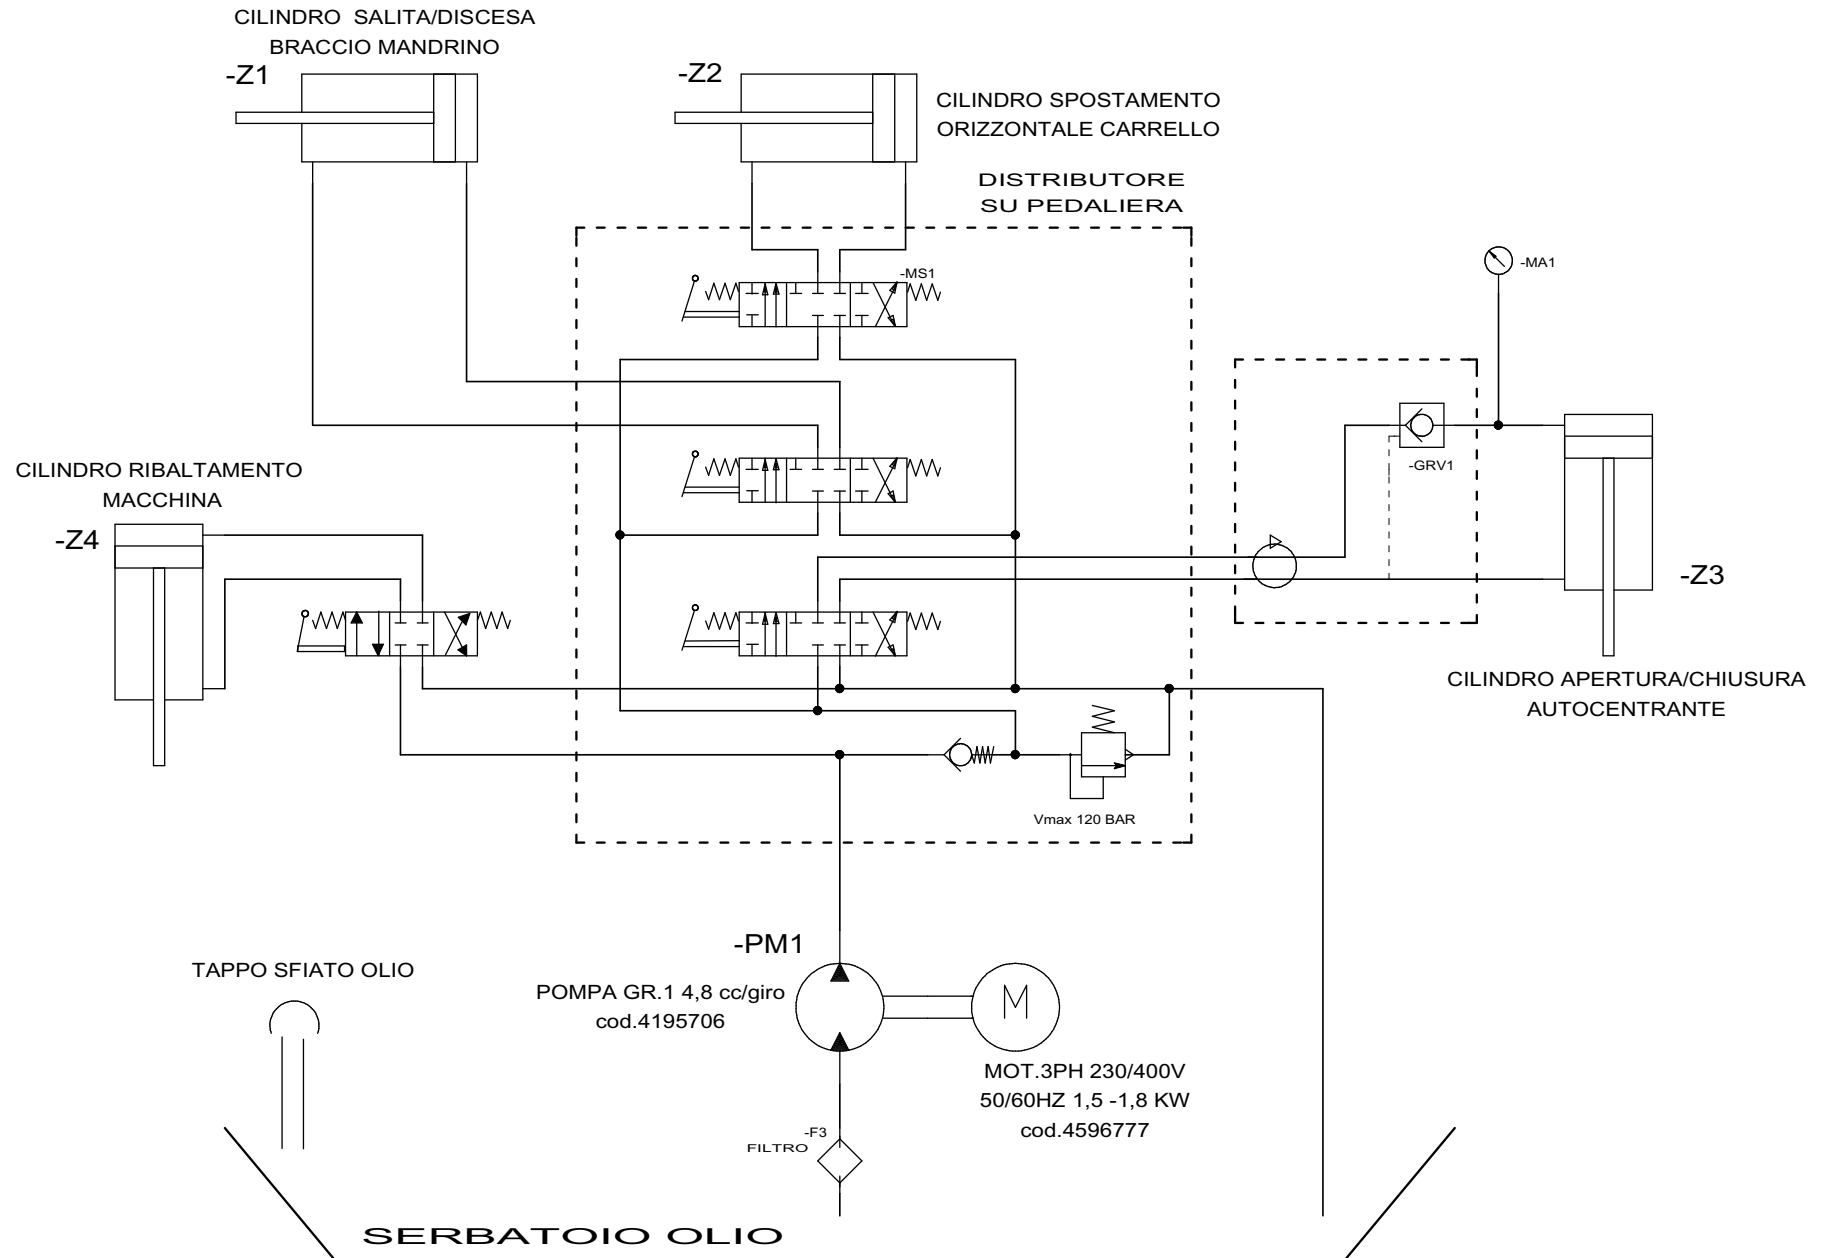 CILINDRO SALITA/DISCESA
BRACCIO MANDRINO
-Z1
-Z2
CILINDRO SPOSTAMENTO
ORIZZONTALE CARRELLO
DISTRIBUTORE
SU PEDALIERA
-MS1
-MA1
-GRV1
CILINDRO RIBALTAMENTO
MACCHINA
-Z4
-Z3
CILINDRO APERTURA/CHIUSURA
AUTOCENTRANTE
Vmax 120 BAR
-PM1
POMPA GR.1 4,8 cc/giro
cod.4195706
M
MOT.3PH 230/400V
50/60HZ 1,5 -1,8 KW
cod.4596777
TAPPO SFIATO OLIO
-F3
FILTRO
SERBATOIO OLIO